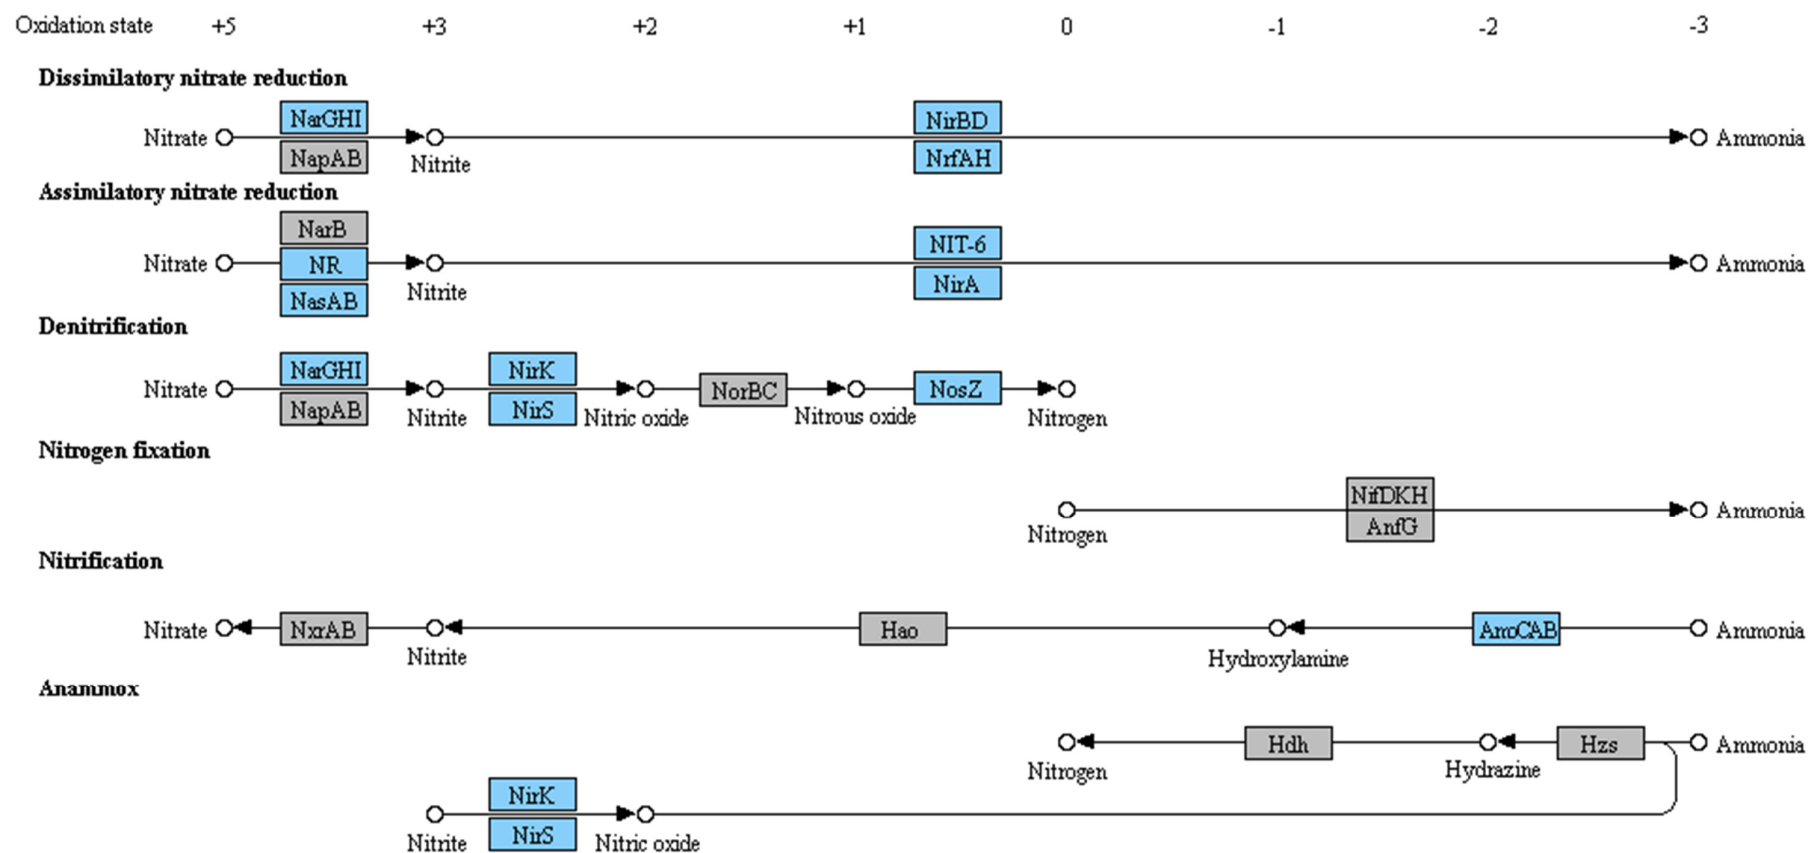 Oxidation state +5 +3 +2 +1 0 -1 -2 -3
Dissimilatory nitrate reduction
NarGHI NirBD
Nitrate Ammonia
NapAB Nitrite NrfAH
Assimilatory nitrate reduction
NarB
NIT-6
Nitrate NR Ammonia
Nitrite NirA
NasAB
Denitrification
NarGHI NirK
Nitrate NorBC NosZ
NapAB Nitrite NirS Nitric oxide Nitrous oxide Nitrogen
Nitrogen fixation
NifDKH
Ammonia
Nitrogen AnfG
Nitrification
Nitrate NxrAB Hao AmoCAB Ammonia
Nitrite Hydroxylamine
Anammox
Hdh Hzs Ammonia
Nitrogen Hydrazine
NirK
Nitrite NirS Nitric oxide